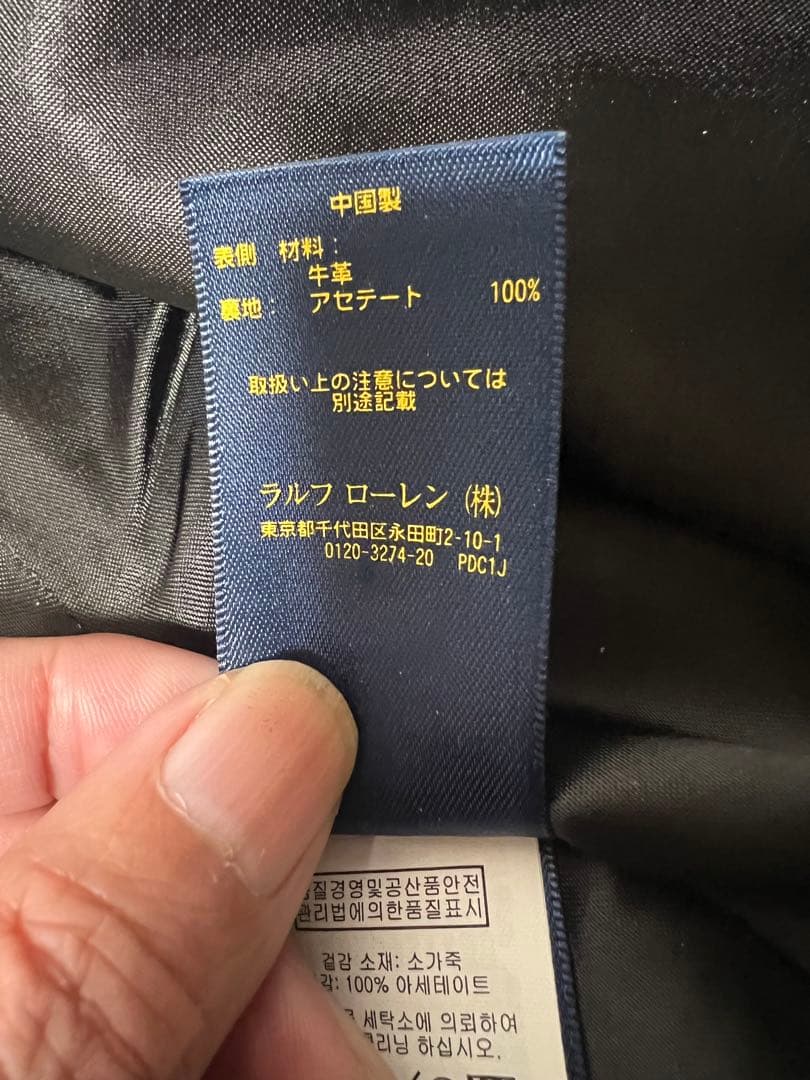 中国製
表側 材料:
牛革
裏地: アセテート 100%
取扱い上の注意については
別途記載
ラルフ ローレン (株)
東京都千代田区永田町2-10-1
0120-3274-20 PDC1J
품질경영및공산품안전
관리법에의한품질표시
겉감 소재: 소가죽
100% 아세테이트
세탁소에 의뢰하여
하십시오.